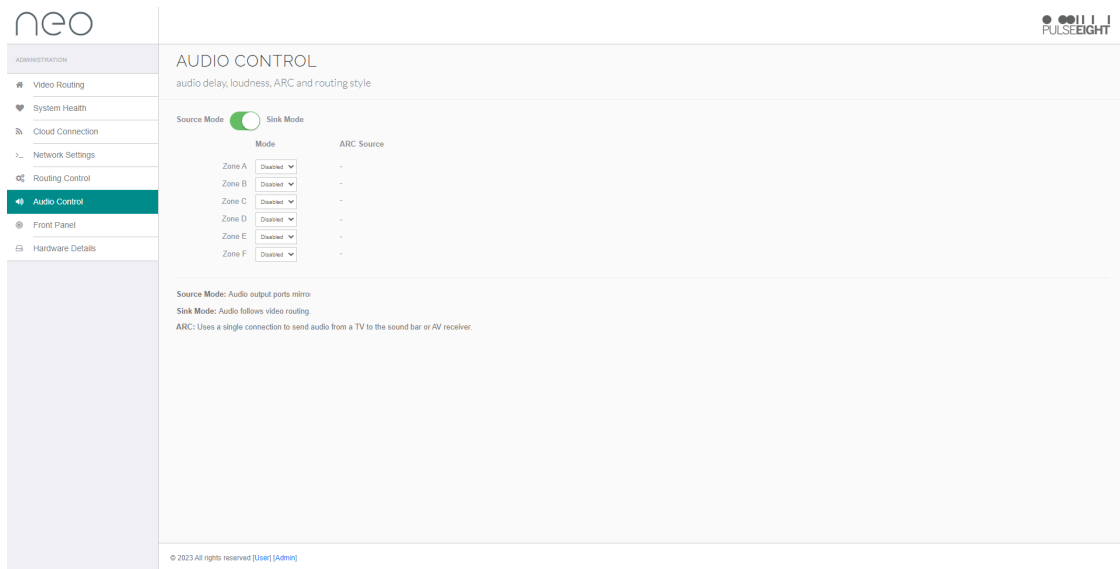 neo
PULSEEIGHT
ADMINISTRATION
Video Routing
System Health
Cloud Connection
Network Settings
Routing Control
Audio Control
Front Panel
Hardware Details
AUDIO CONTROL
audio delay, loudness, ARC and routing style
Source Mode Sink Mode
Mode ARC Source
Zone A Disabled -
Zone B Disabled -
Zone C Disabled -
Zone D Disabled -
Zone E Disabled -
Zone F Disabled -
Source Mode: Audio output ports mirror
Sink Mode: Audio follows video routing.
ARC: Uses a single connection to send audio from a TV to the sound bar or AV receiver.
© 2023 All rights reserved [User] [Admin]